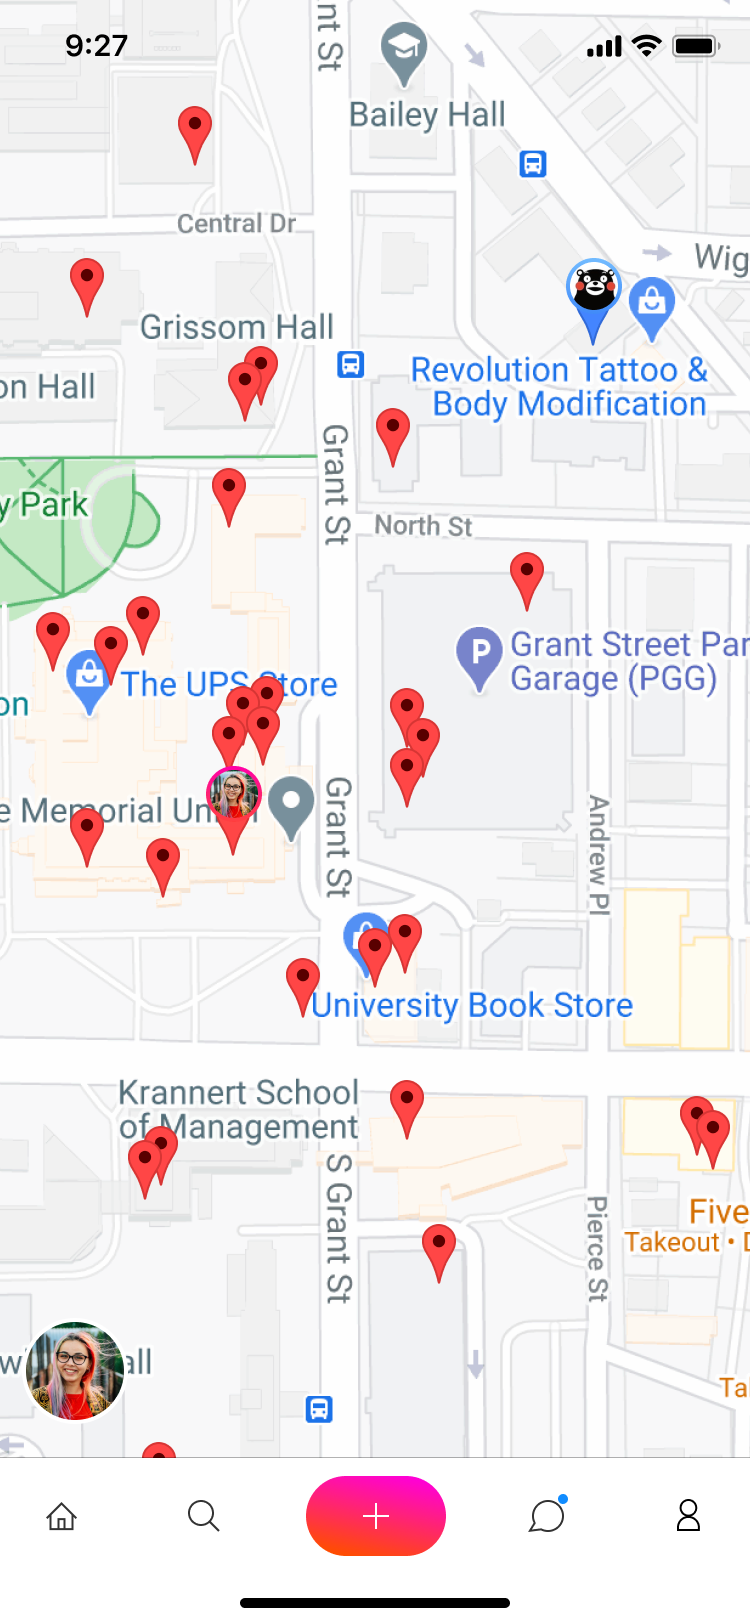 nt St
9:27
Bailey Hall
Central Dr
Wig
Grissom Hall
on Hall
Revolution Tattoo &
Body Modification
Grant St
y Park
North St
Grant Street Par
Garage (PGG)
The UPS Store
on
e Memorial Un
Grant St
Andrew Pl
University Book Store
Krannert School
of Management
S Grant St
Pierce St
Five
Takeout • D
w
all
Ta